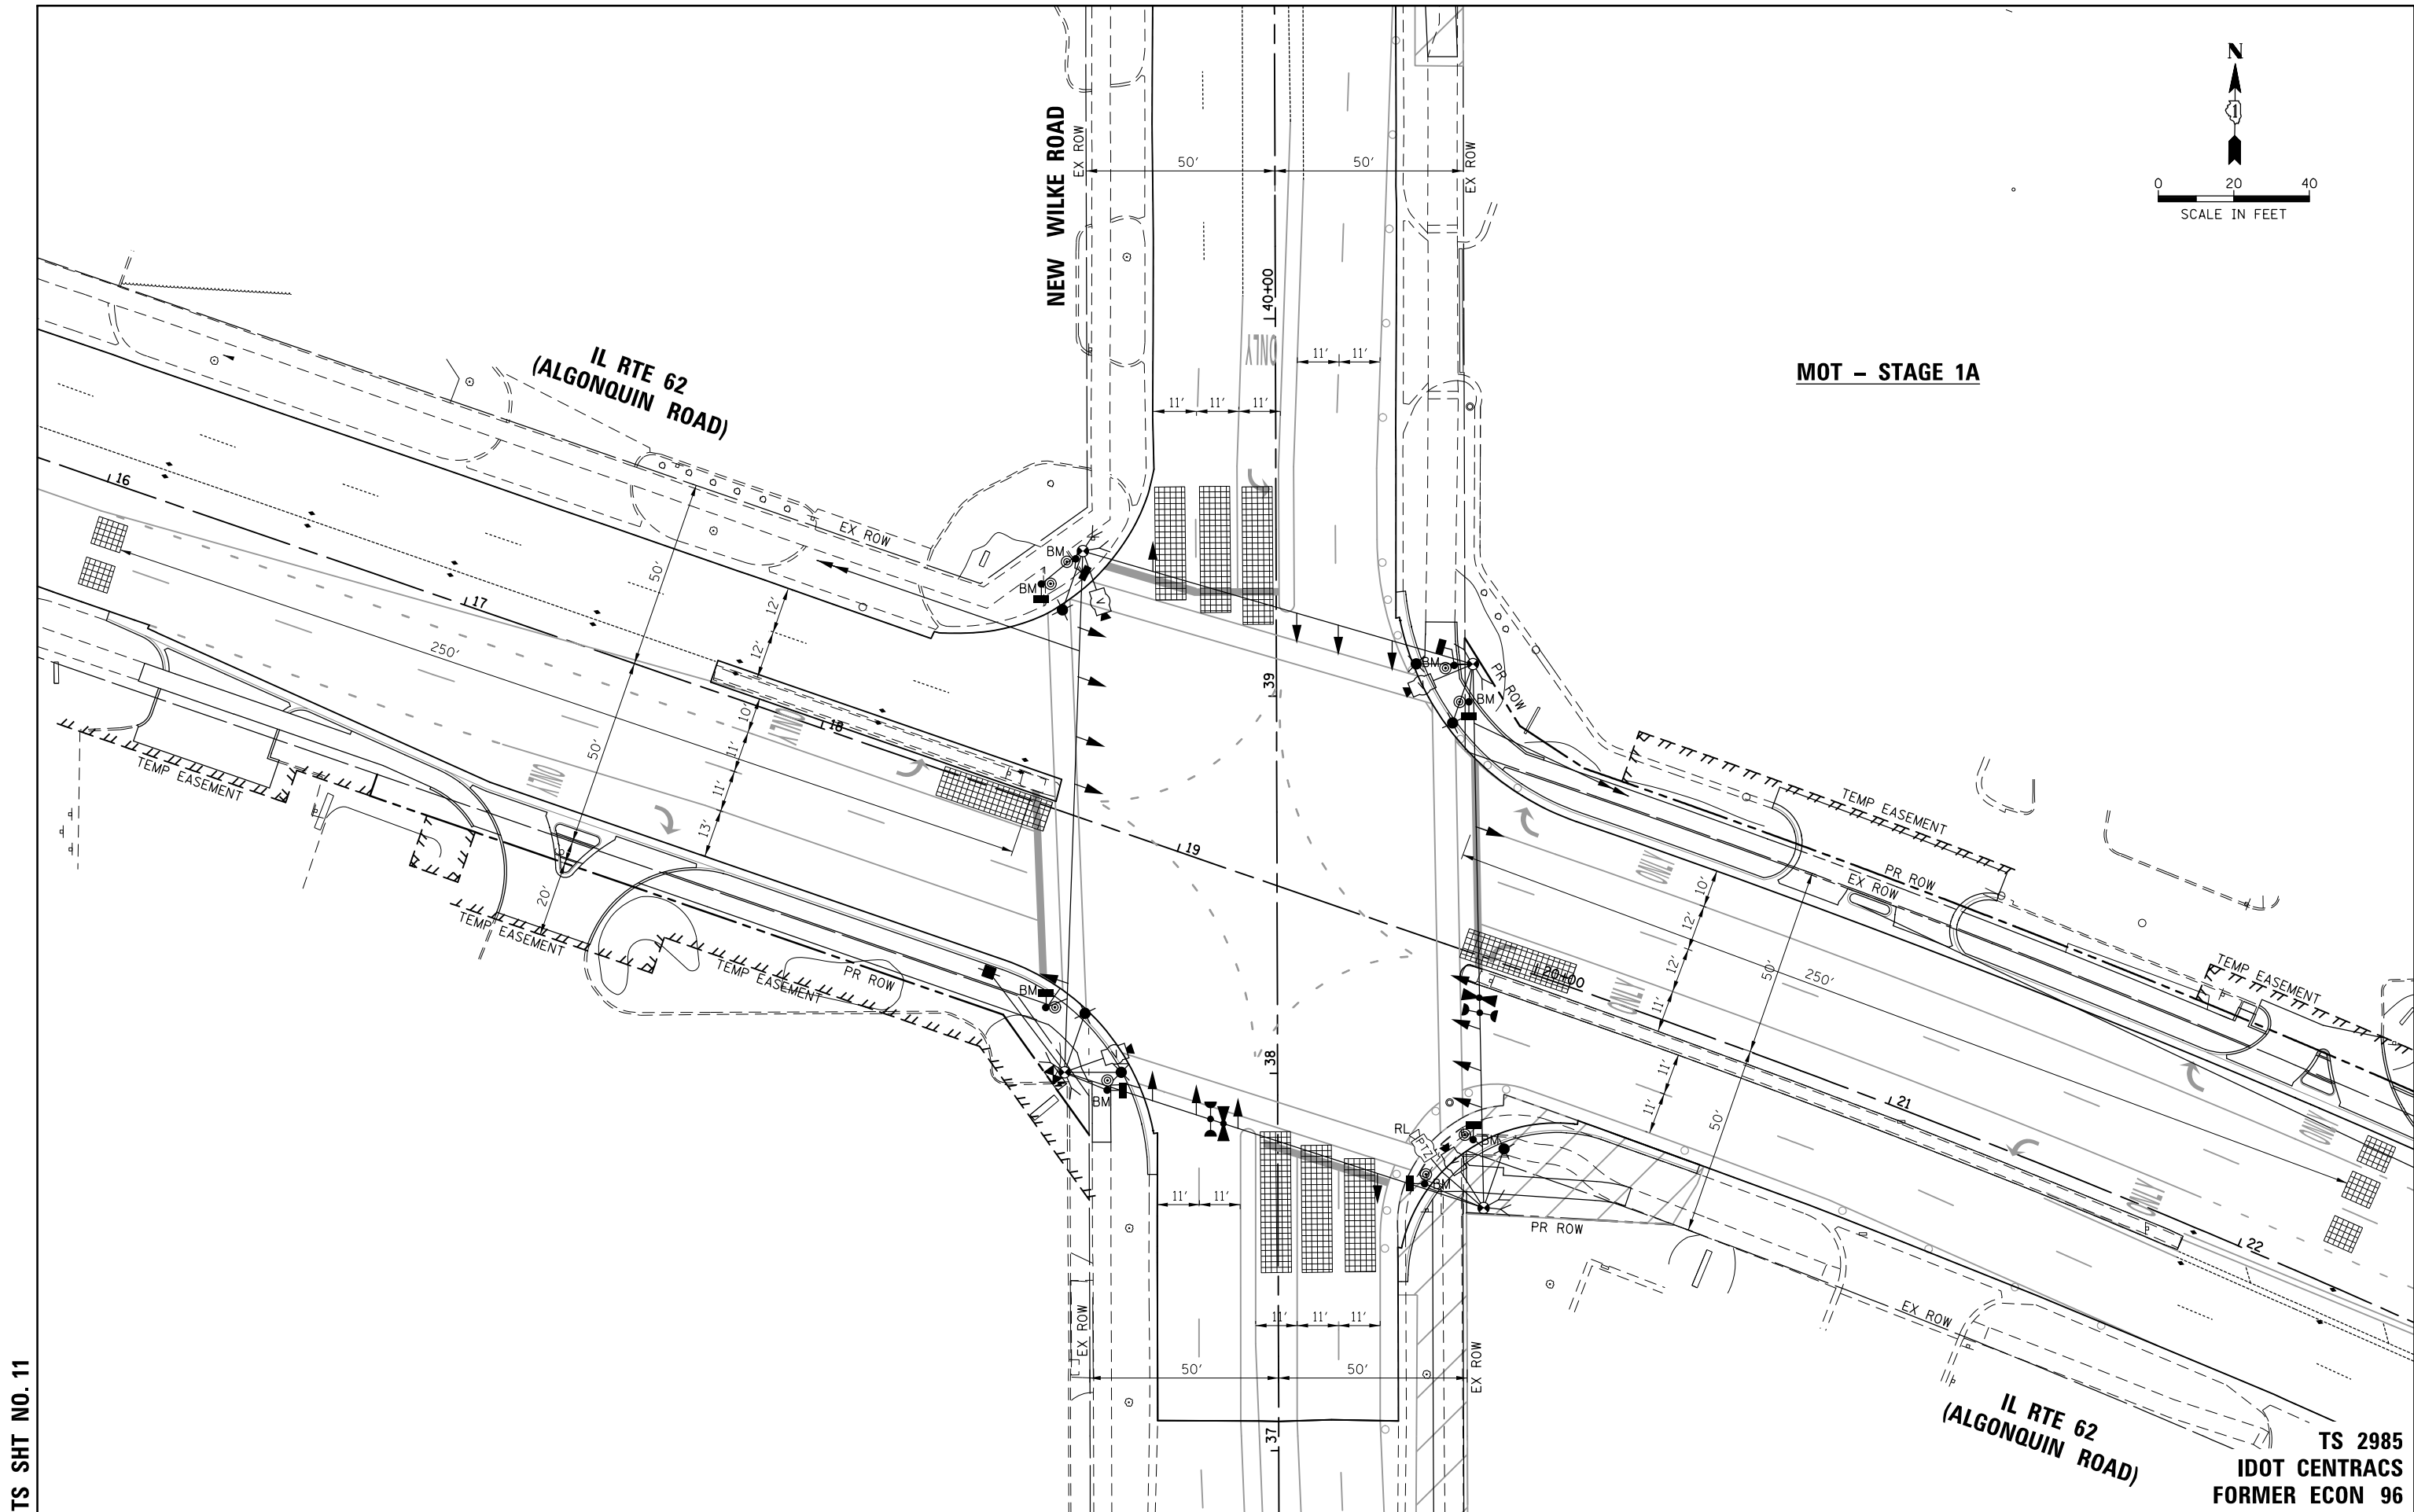 N
1
0 20 40
SCALE IN FEET
NEW WILKE ROAD
EX ROW
50'
50'
EX ROW
40+00
ONLY
11' 11'
11' 11' 11'
MOT – STAGE 1A
IL RTE 62
(ALGONQUIN ROAD)
16
17
18
19
20+00
21
22
39
38
37
EX ROW
BM
BM
V
50'
12'
12'
250'
50'
10'
11'
11'
13'
20'
ONLY
ONLY
TEMP EASEMENT
TEMP EASEMENT
TEMP EASEMENT
PR ROW
BM
BM
V
BM
BM
V
PR ROW
TEMP EASEMENT
PR ROW
EX ROW
TEMP EASEMENT
ONLY
10'
12'
12'
11'
50'
250'
11'
11'
50'
ONLY
ONLY
ONLY
RL
PTZ
BM
BM
PR ROW
11' 11'
11' 11' 11'
EX ROW
50'
50'
EX ROW
EX ROW
IL RTE 62
(ALGONQUIN ROAD)
TS 2985
IDOT CENTRACS
FORMER ECON 96
TS SHT NO. 11